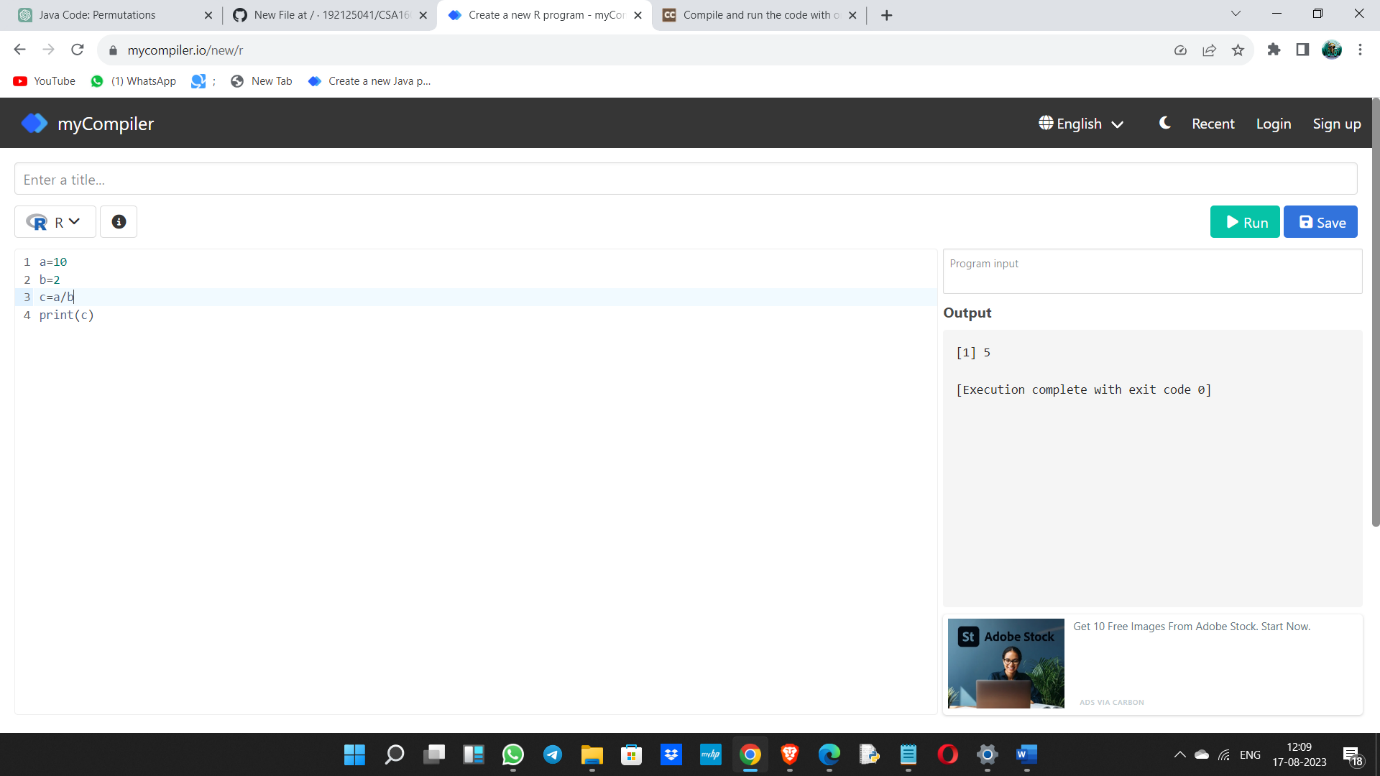 Java Code: Permutations
New File at / · 192125041/CSA16
Create a new R program - myCor
Compile and run the code with o
mycompiler.io/new/r
YouTube
(1) WhatsApp
;
New Tab
Create a new Java p...
myCompiler
English
Recent
Login
Sign up
Enter a title...
R
Run
Save
1 a=10
2 b=2
3 c=a/b
4 print(c)
Program input
Output
[1] 5
[Execution complete with exit code 0]
St Adobe Stock
Get 10 Free Images From Adobe Stock. Start Now.
ADS VIA CARBON
myhp
ENG
12:09
17-08-2023
18